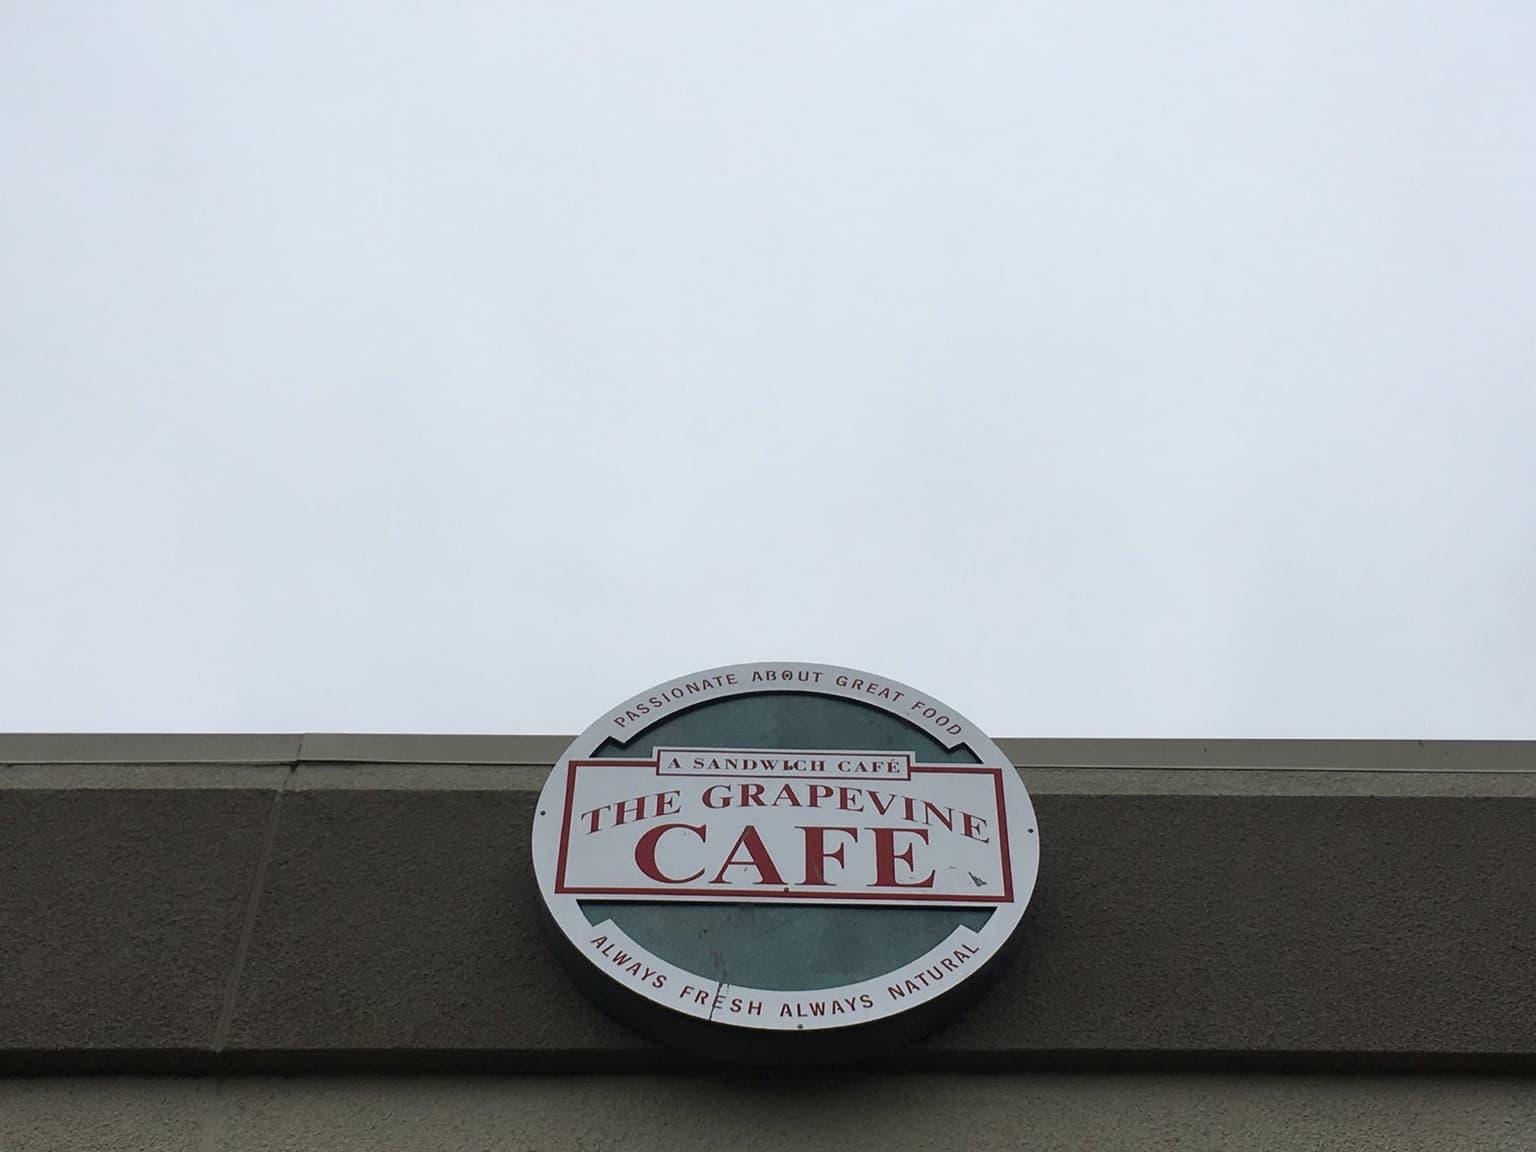 PASSIONATE ABOUT GREAT FOOD
A SANDWICH CAFÉ
THE GRAPEVINE
CAFE
ALWAYS FRESH ALWAYS NATURAL